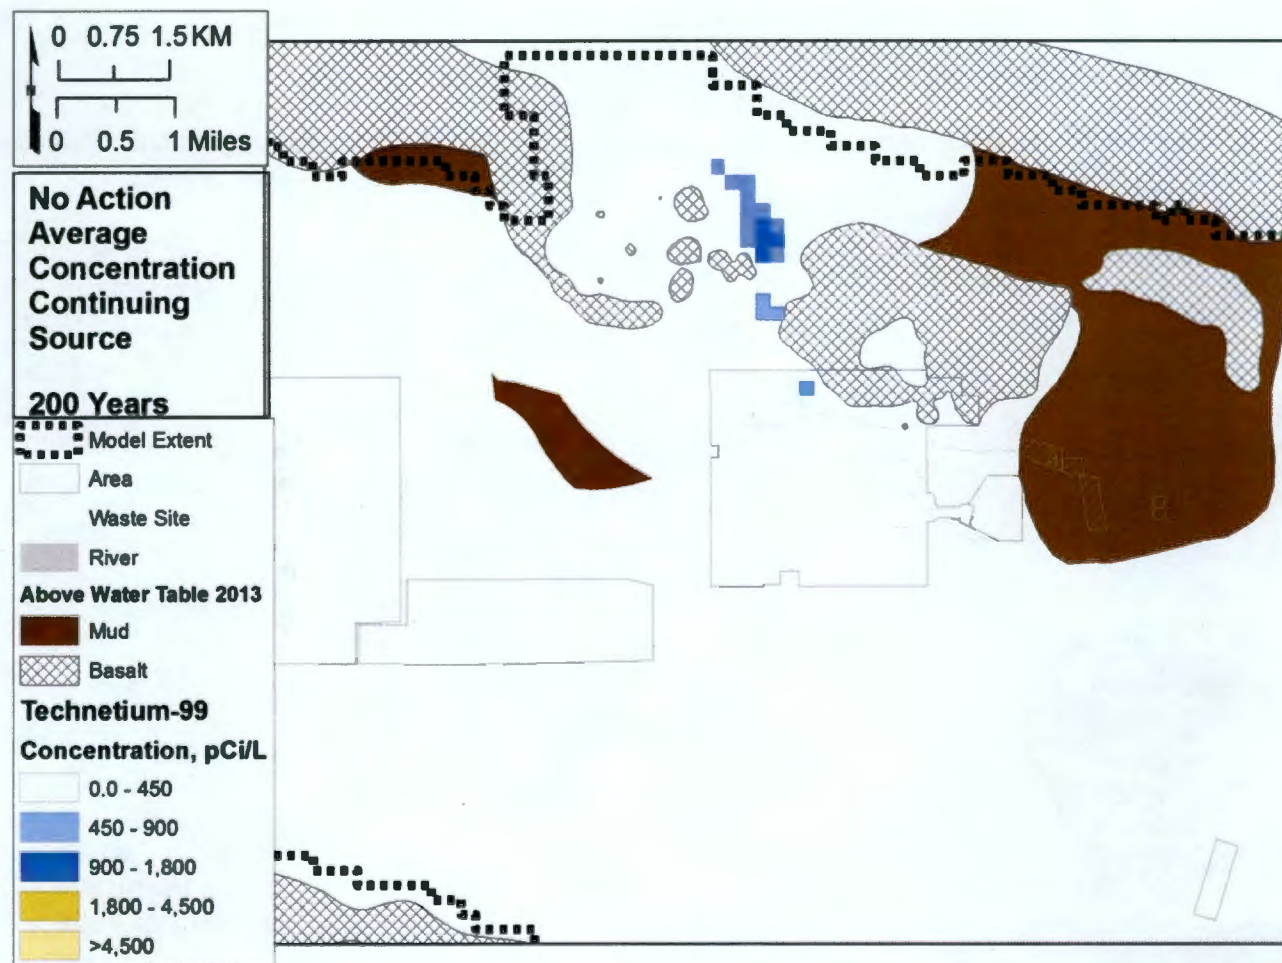 0 0.75 1.5 KM
0 0.5 1 Miles
No Action
Average
Concentration
Continuing
Source
200 Years
Model Extent
Area
Waste Site
River
Above Water Table 2013
Mud
Basalt
Technetium-99
Concentration, pCi/L
0.0 - 450
450 - 900
900 - 1,800
1,800 - 4,500
>4,500